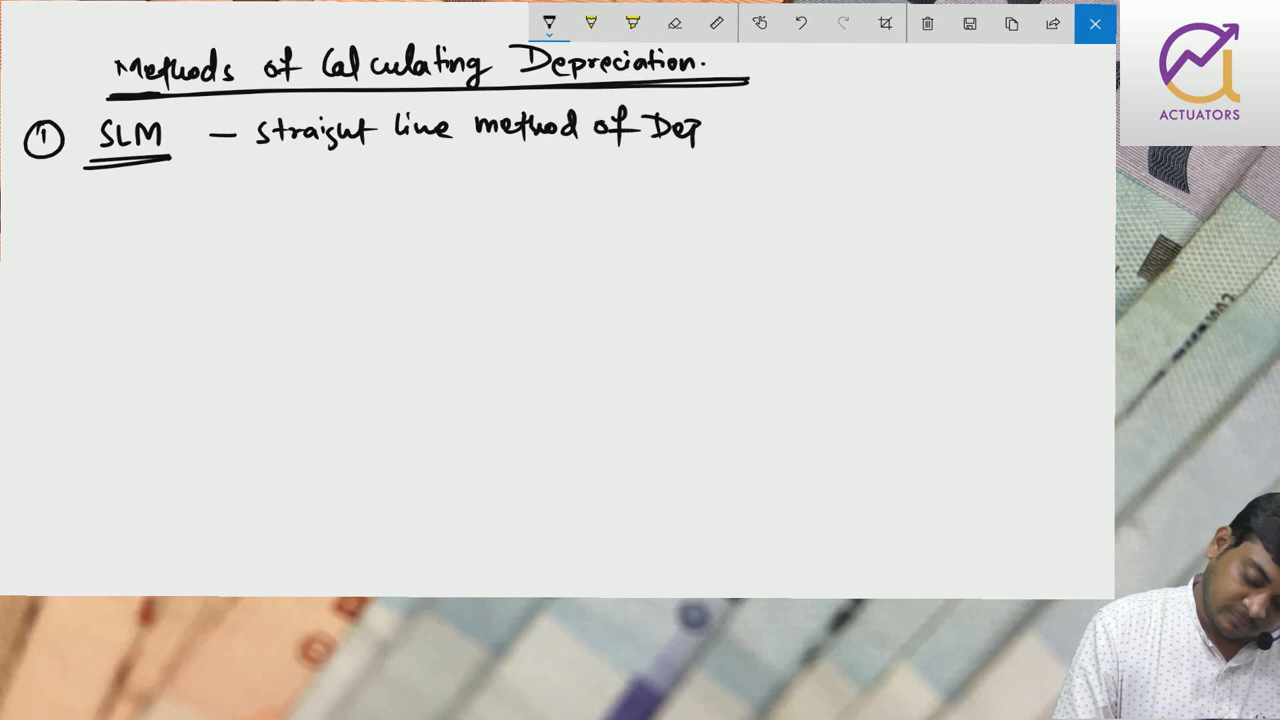 Methods of Calculating Depreciation.
① SLM — straight line method of Dep
ACTUATORS